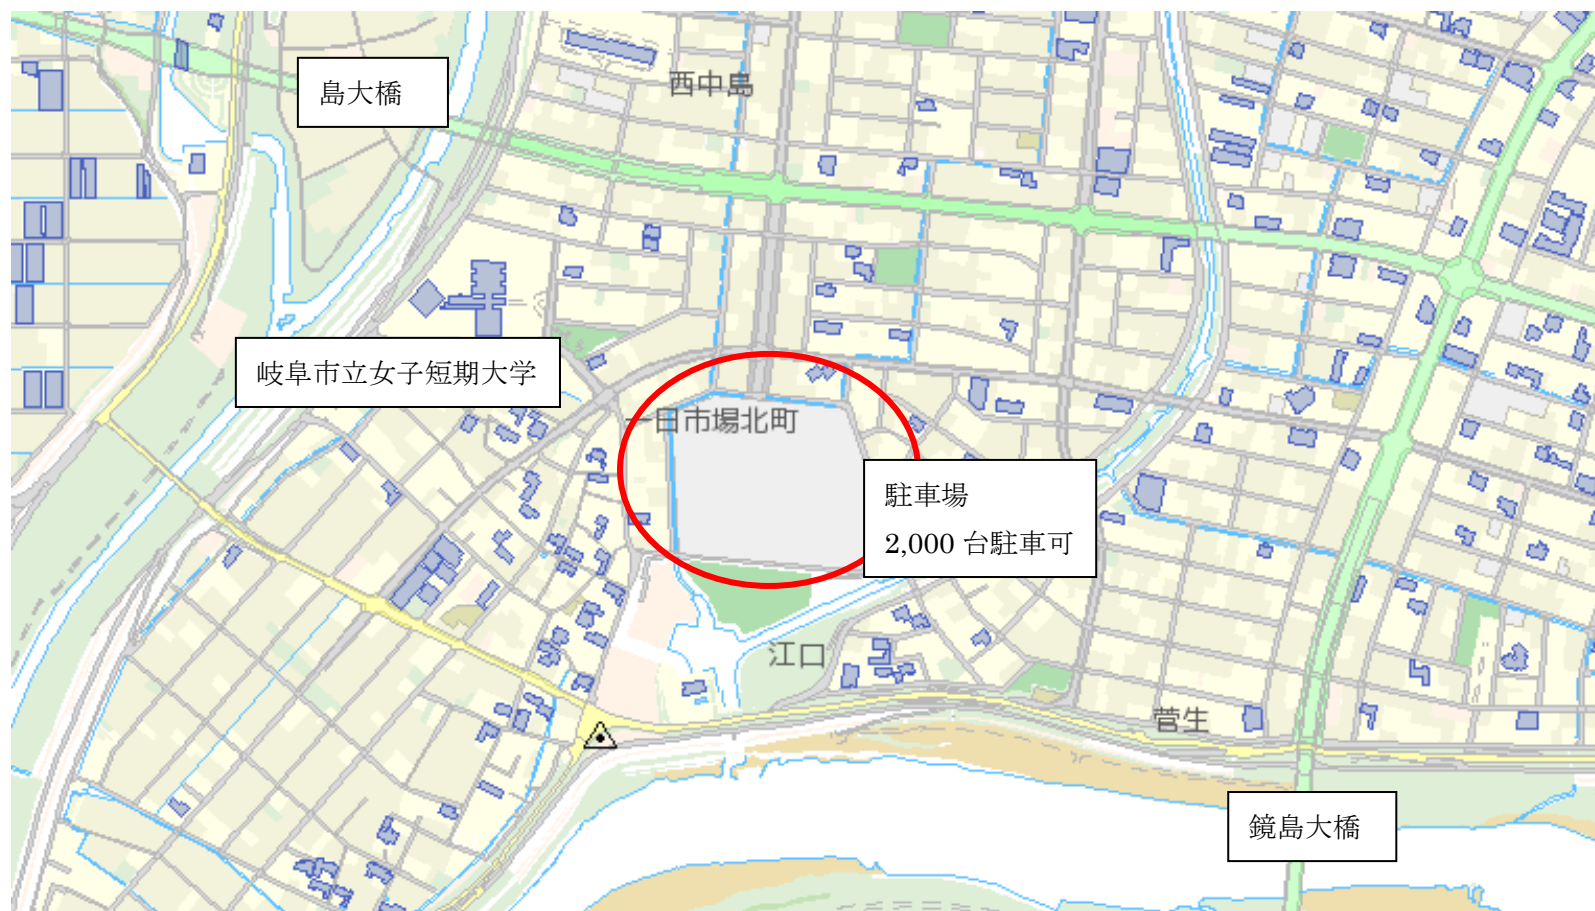 西中島
島大橋
岐阜市立女子短期大学
一日市場北町
駐車場
2,000 台駐車可
江口
菅生
鏡島大橋